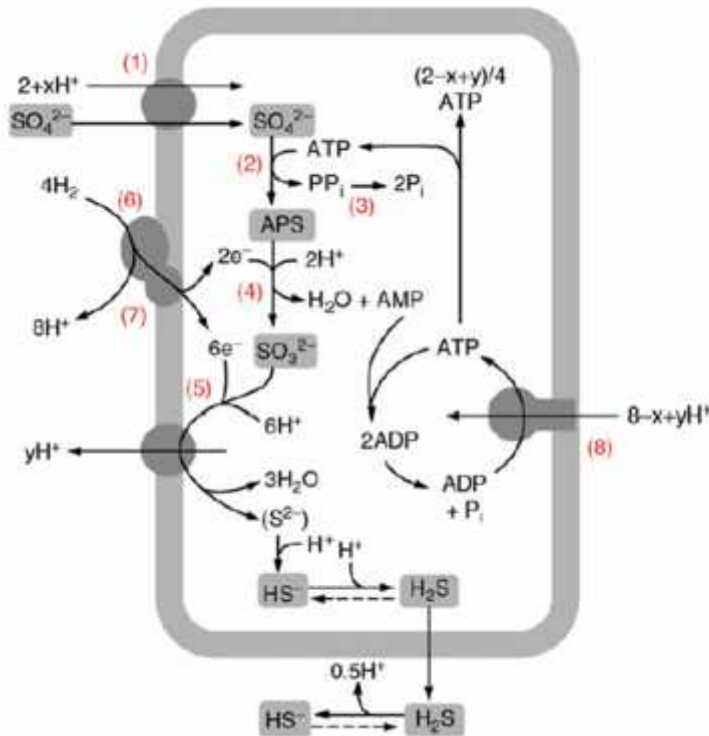 (1)
2+xH⁺
SO₄²⁻
SO₄²⁻
(2–x+y)/4
ATP
(2)
ATP
PPᵢ
2Pᵢ
(3)
4H₂
(6)
APS
2e⁻
2H⁺
(4)
H₂O + AMP
8H⁺
(7)
6e⁻
SO₃²⁻
ATP
(5)
6H⁺
8–x+yH⁺
(8)
yH⁺
2ADP
3H₂O
ADP
+ Pᵢ
(S²⁻)
H⁺
H⁺
HS⁻
H₂S
0.5H⁺
HS⁻
H₂S